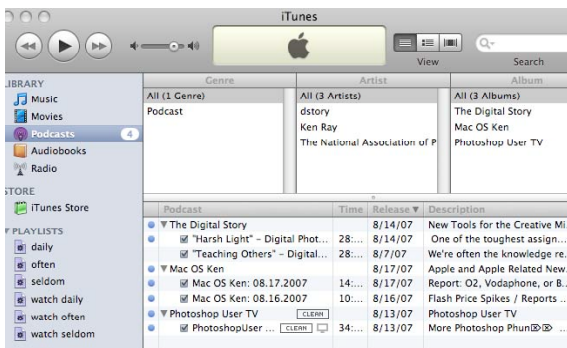 iTunes
View
Search
LIBRARY
Music
Movies
Podcasts 4
Audiobooks
Radio
STORE
iTunes Store
PLAYLISTS
daily
often
seldom
watch daily
watch often
watch seldom
Genre Artist Album
All (1 Genre) All (3 Artists) All (3 Albums)
Podcast dstory The Digital Story
Ken Ray Mac OS Ken
The National Association of P Photoshop User TV
Podcast Time Release Description
The Digital Story 8/14/07 New Tools for the Creative Mi.
"Harsh Light" – Digital Phot... 28:... 8/14/07 One of the toughest assign...
"Teaching Others" – Digital... 28:... 8/7/07 We're often the knowledge re.
Mac OS Ken 8/17/07 Apple and Apple Related New.
Mac OS Ken: 08.17.2007 14:... 8/17/07 Report: O2, Vodaphone, or B.
Mac OS Ken: 08.16.2007 10:... 8/16/07 Flash Price Spikes / Reports ..
Photoshop User TV CLEAN 8/13/07 Photoshop User TV
PhotoshopUser ... CLEAN 34:... 8/13/07 More Photoshop Phun ...